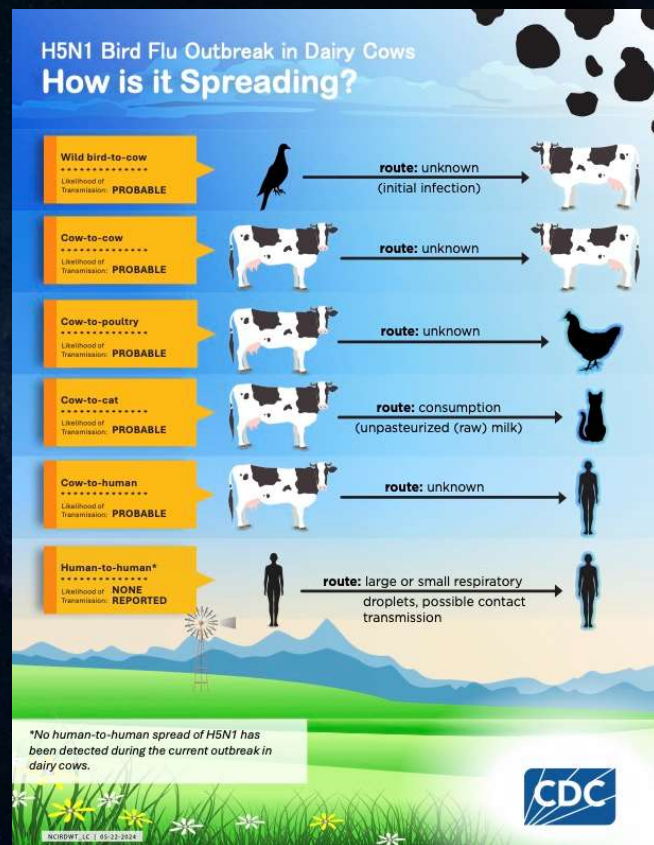 H5N1 Bird Flu Outbreak in Dairy Cows
How is it Spreading?
Wild bird-to-cow
Likelihood of
Transmission: PROBABLE
route: unknown
(initial infection)
Cow-to-cow
Likelihood of
Transmission: PROBABLE
route: unknown
Cow-to-poultry
Likelihood of
Transmission: PROBABLE
route: unknown
Cow-to-cat
Likelihood of
Transmission: PROBABLE
route: consumption
(unpasteurized (raw) milk)
Cow-to-human
Likelihood of
Transmission: PROBABLE
route: unknown
Human-to-human*
Likelihood of NONE
Transmission: REPORTED
route: large or small respiratory
droplets, possible contact
transmission
*No human-to-human spread of H5N1 has
been detected during the current outbreak in
dairy cows.
CDC
NCIRDWT_LC | 05-22-2024